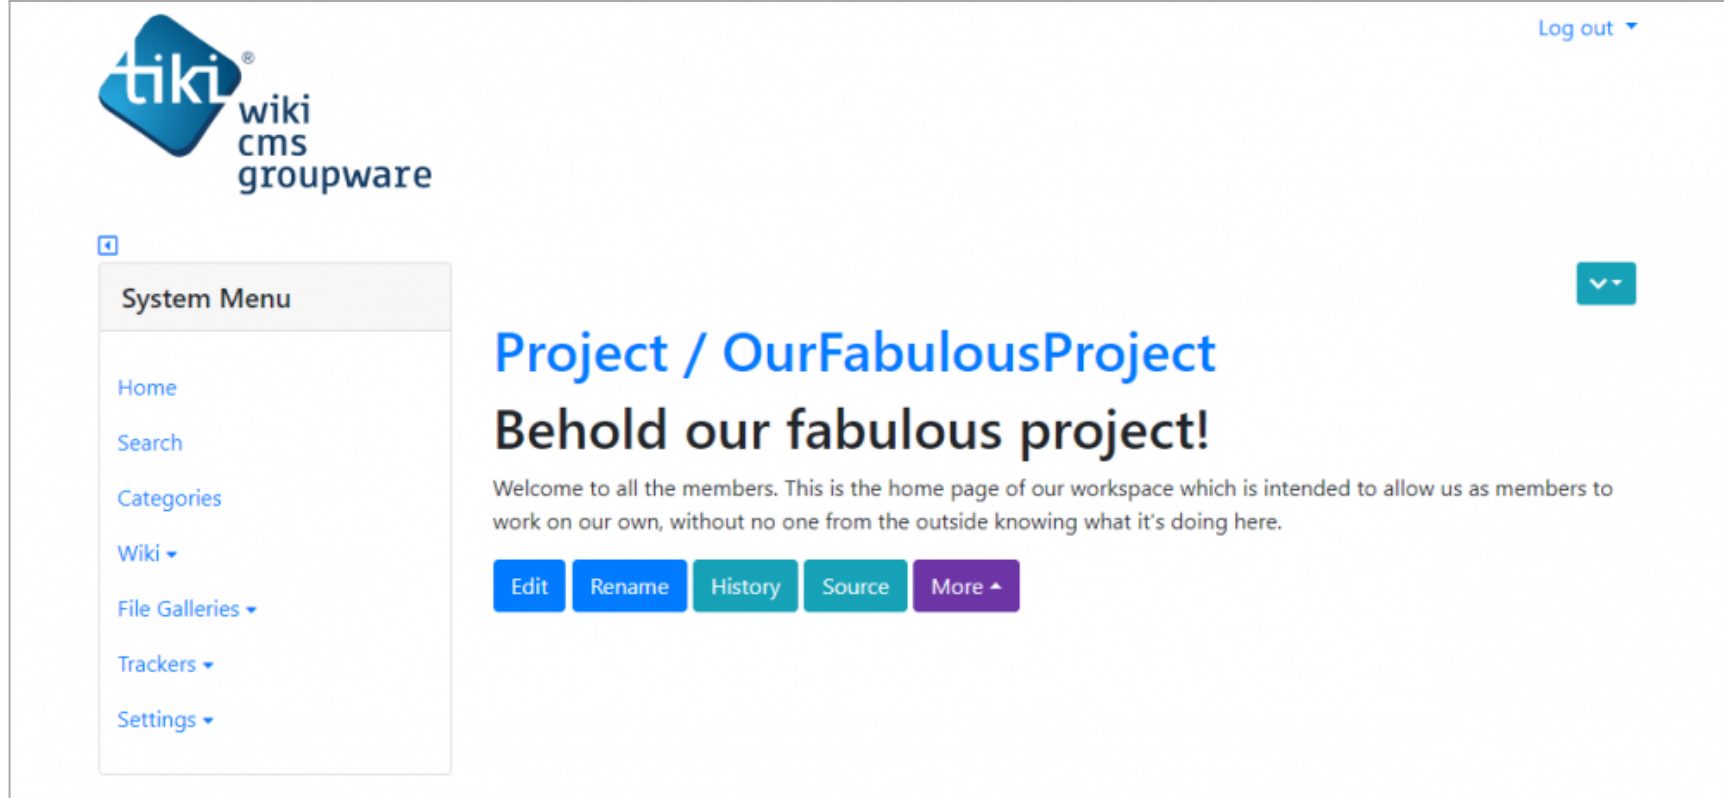 Log out
tiki®
wiki
cms
groupware
System Menu
Home
Search
Categories
Wiki
File Galleries
Trackers
Settings
Project / OurFabulousProject
Behold our fabulous project!
Welcome to all the members. This is the home page of our workspace which is intended to allow us as members to
work on our own, without no one from the outside knowing what it's doing here.
Edit Rename History Source More